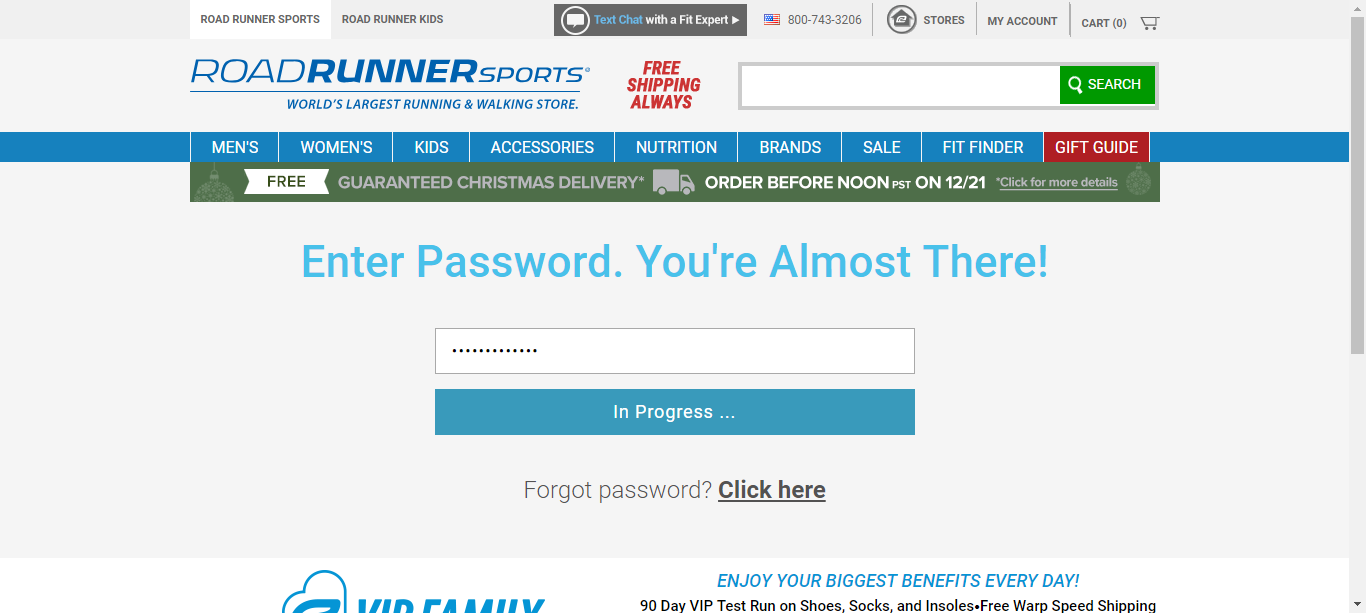 ROAD RUNNER SPORTS ROAD RUNNER KIDS Text Chat with a Fit Expert 800-743-3206 STORES MY ACCOUNT CART (0)
ROADRUNNERSPORTS®
WORLD'S LARGEST RUNNING & WALKING STORE.
FREE
SHIPPING
ALWAYS
SEARCH
MEN'S WOMEN'S KIDS ACCESSORIES NUTRITION BRANDS SALE FIT FINDER GIFT GUIDE
FREE GUARANTEED CHRISTMAS DELIVERY* ORDER BEFORE NOON PST ON 12/21 *Click for more details
Enter Password. You're Almost There!
•••••••••••••
In Progress ...
Forgot password? Click here
VIP FAMILY
ENJOY YOUR BIGGEST BENEFITS EVERY DAY!
90 Day VIP Test Run on Shoes, Socks, and Insoles•Free Warp Speed Shipping